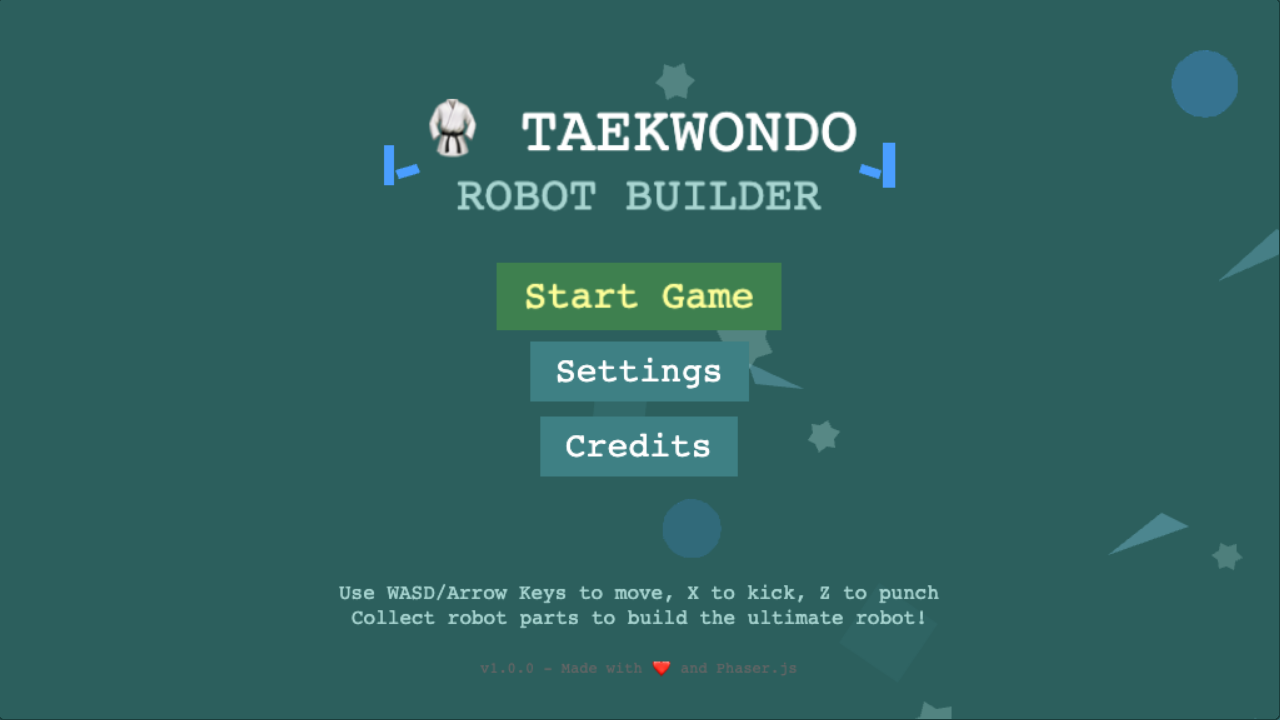 🥋 TAEKWONDO
ROBOT BUILDER
Start Game
Settings
Credits
Use WASD/Arrow Keys to move, X to kick, Z to punch
Collect robot parts to build the ultimate robot!
v1.0.0 - Made with ❤️ and Phaser.js